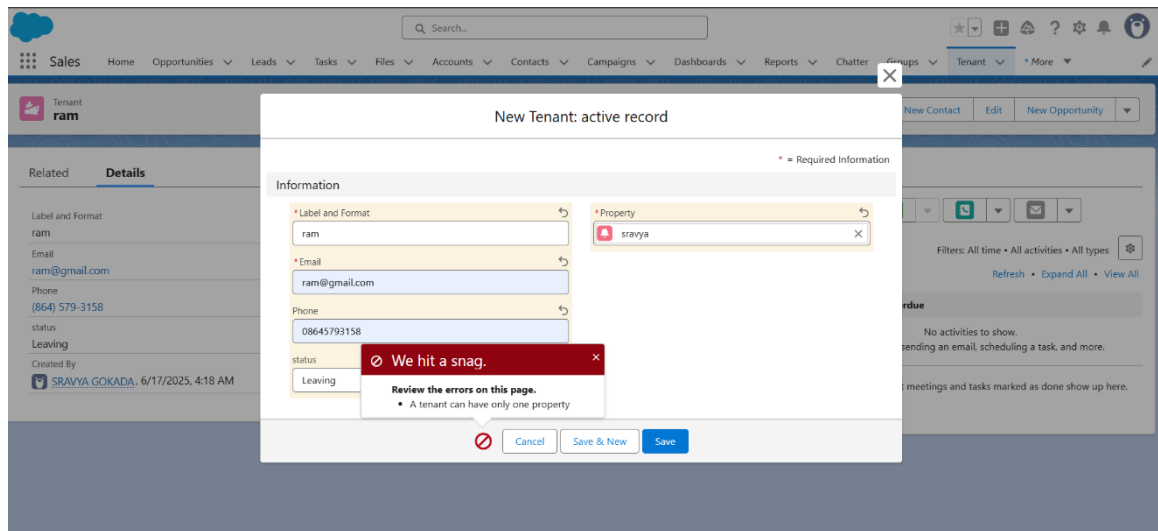 Search...
Sales Home Opportunities Leads Tasks Files Accounts Contacts Campaigns Dashboards Reports Chatter Groups Tenant * More
Tenant
ram
New Contact Edit New Opportunity
New Tenant: active record
* = Required Information
Related Details
Information
Label and Format
ram
Email
ram@gmail.com
Phone
(864) 579-3158
status
Leaving
Created By
SRAVYA GOKADA, 6/17/2025, 4:18 AM
* Label and Format
ram
* Email
ram@gmail.com
Phone
08645793158
status
Leaving
* Property
sravya
We hit a snag.
Review the errors on this page.
• A tenant can have only one property
Cancel Save & New Save
Filters: All time • All activities • All types
Refresh • Expand All • View All
No activities to show.
sending an email, scheduling a task, and more.
meetings and tasks marked as done show up here.